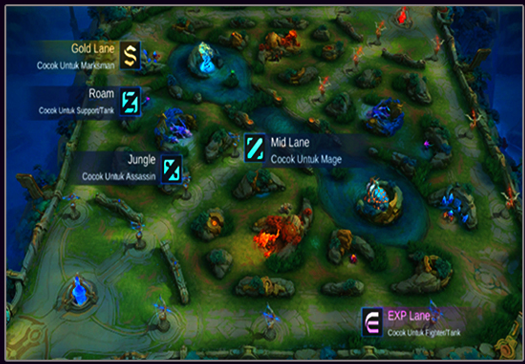 Gold Lane
Cocok Untuk Marksman
Roam
Cocok Untuk Support/Tank
Mid Lane
Cocok Untuk Mage
Jungle
Cocok Untuk Assassin
EXP Lane
Cocok Untuk Fighter/Tank